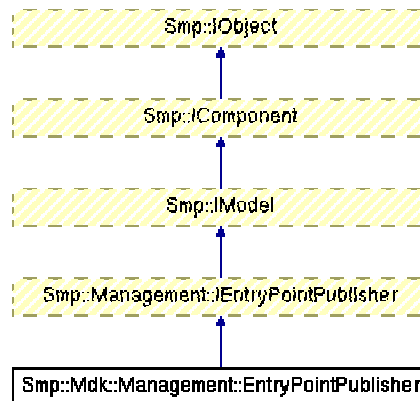 Smp::IObject
Smp::IComponent
Smp::IModel
Smp::Management::IEntryPointPublisher
Smp::Mdk::Management::EntryPointPublisher